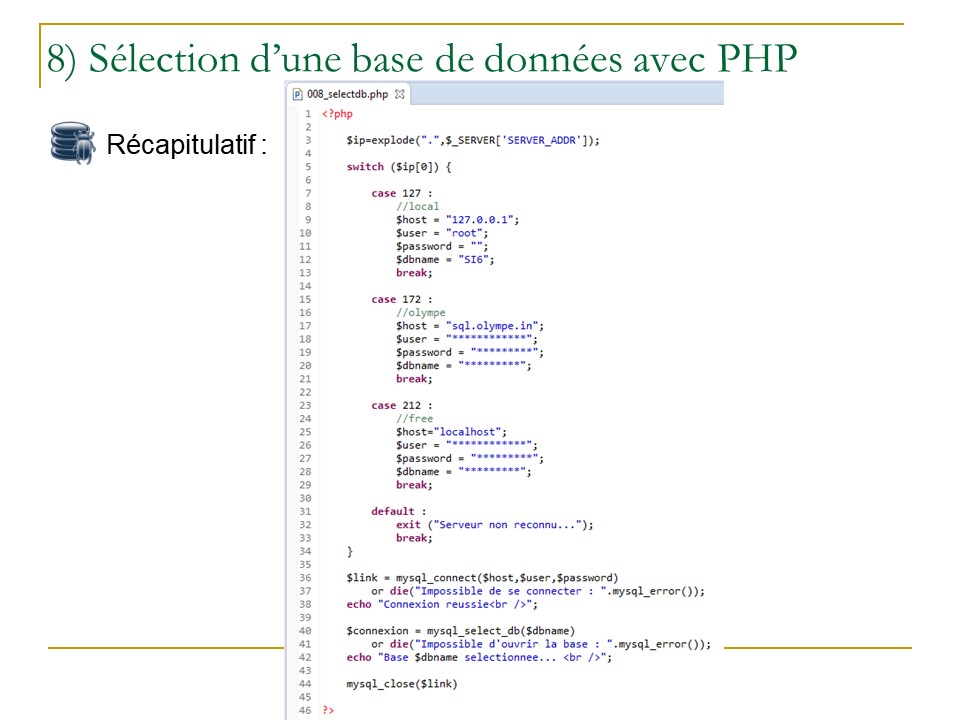 8) Sélection d’une base de données avec PHP
Récapitulatif :
008_selectdb.php
1 <?php
2
3 $ip=explode(".",$_SERVER['SERVER_ADDR']);
4
5 switch ($ip[0]) {
6
7 case 127 :
8 //local
9 $host = "127.0.0.1";
10 $user = "root";
11 $password = "";
12 $dbname = "SI6";
13 break;
14
15 case 172 :
16 //olympe
17 $host = "sql.olympe.in";
18 $user = "************";
19 $password = "*********";
20 $dbname = "*********";
21 break;
22
23 case 212 :
24 //free
25 $host="localhost";
26 $user = "************";
27 $password = "*********";
28 $dbname = "*********";
29 break;
30
31 default :
32 exit ("Serveur non reconnu...");
33 break;
34 }
35
36 $link = mysql_connect($host,$user,$password)
37 or die("Impossible de se connecter : ".mysql_error());
38 echo "Connexion reussie<br />";
39
40 $connexion = mysql_select_db($dbname)
41 or die("Impossible d'ouvrir la base : ".mysql_error());
42 echo "Base $dbname selectionnee... <br />";
43
44 mysql_close($link)
45
46 ?>